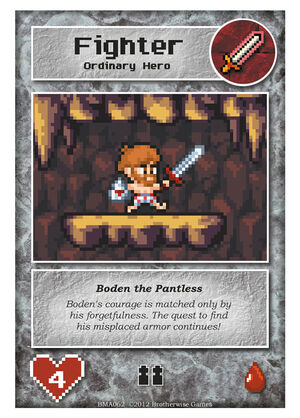 Fighter
Ordinary Hero
Boden the Pantless
Boden's courage is matched only by
his forgetfulness. The quest to find
his misplaced armor continues!
4
BMA062 ©2012 Brotherwise Games